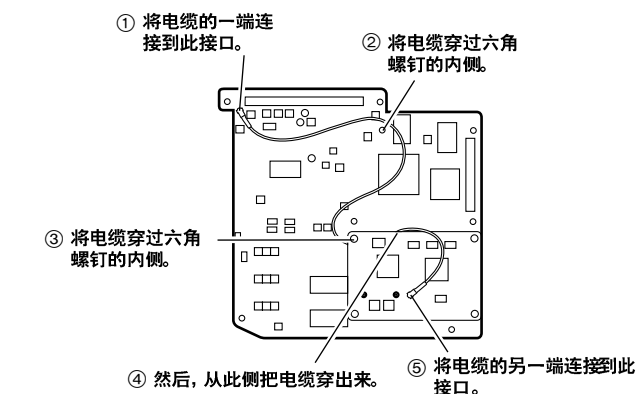 ① 将电缆的一端连
接到此接口。
② 将电缆穿过六角
螺钉的内侧。
③ 将电缆穿过六角
螺钉的内侧。
④ 然后，从此侧把电缆穿出来。
⑤ 将电缆的另一端连接到此
接口。